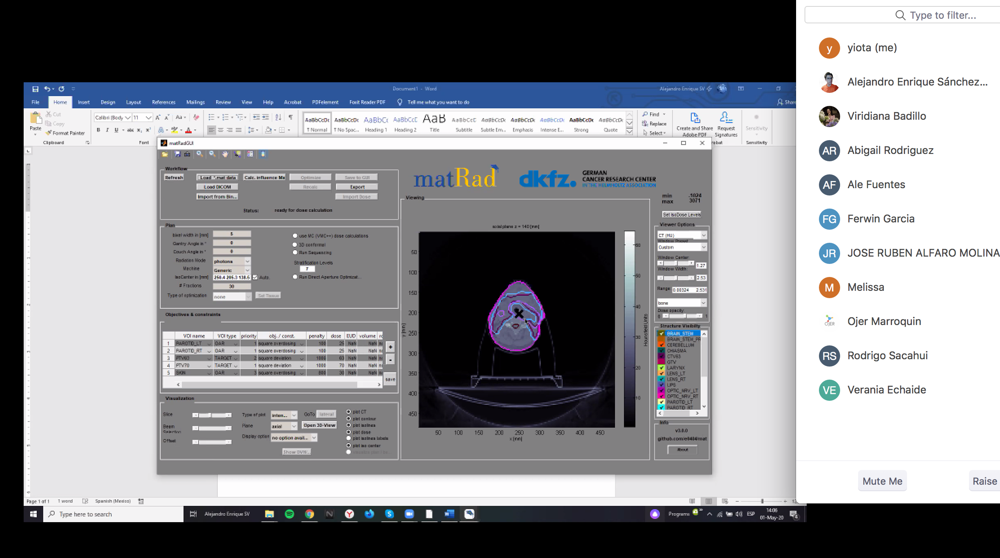 Type to filter...
yiota (me)
Alejandro Enrique Sánchez...
Viridiana Badillo
AR Abigail Rodriguez
AF Ale Fuentes
FG Ferwin Garcia
JR JOSE RUBEN ALFARO MOLINA
M Melissa
OJER Ojer Marroquin
RS Rodrigo Sacahui
VE Verania Echaide
Mute Me Raise
Document1 - Word
Alejandro Enrique SV
File Home Insert Design Layout References Mailings Review View Help Acrobat PDFelement Foxit Reader PDF Tell me what you want to do Share
Cut
Copy
Paste Format Painter
Clipboard
Calibri (Body 11
Font
AaBbCcDc AaBbCcDc AaBbC( AaBbCcD AaB AaBbCcD AaBbCcDc AaBbCcDc AaBbCcDc AaBbCcDc AaBbCcDc
¶ Normal ¶ No Spac... Heading 1 Heading 2 Title Subtitle Subtle Em... Emphasis Intense E... Strong Quote
Find
Replace
Select
Create and Share Adobe PDF
Request Signatures
Sensitivity
Sensitivity
matRadGUI
Workflow
Refresh Load *.mat data Calc. influence Mx Optimize Save to GUI
Load DICOM Recalc Export
Import from Bin... Import Dose
Status: ready for dose calculation
Plan
bixel width in [mm] 5
Gantry Angle in ° 0
Couch Angle in ° 0
Radiation Mode photons
Machine Generic
IsoCenter in [mm] 250.4 205.3 138.5 Auto.
# Fractions 30
Type of optimization none Set Tissue
use MC (VMC++) dose calculations
3D conformal
Run Sequencing
Stratification Levels
7
Run Direct Aperture Optimizat...
Objectives & constraints
VOI name VOI type priority obj. / const. penalty dose EUD volume
1 PAROTID_LT OAR 1 square overdosing 100 25 NaN NaN
2 PAROTID_RT OAR 1 square overdosing 100 25 NaN NaN
3 PTV63 TARGET 2 square deviation 1000 63 NaN NaN
4 PTV70 TARGET 1 square deviation 1000 70 NaN NaN
5 SKIN OAR 3 square overdosing 800 30 NaN NaN
+
-
save
Visualization
Slice
Beam Selection
Offset
Type of plot inten... GoTo lateral
Plane axial Open 3D-View
Display option no option avail...
Show DVH/...
plot CT
plot contour
plot isolines
plot dose
plot isolines labels
plot iso center
matRad
dkfz. GERMAN
CANCER RESEARCH CENTER
IN THE HELMHOLTZ ASSOCIATION
Viewing
axial plane z = 140 [mm]
50
100
150
200
250
300
350
400
450
y [mm]
50 100 150 200 250 300 350 400 450
x [mm]
60
50
40
30
20
10
Hounsfield Units
min -1024
max 3071
Set IsoDose Levels
Viewer Options
CT (HU)
Window Preset
Custom
Window Center:
1.27
Window Width:
2.53
Range: 0.00324 2.531
bone
Dose opacity:
0 1
Structure Visibilty
BRAIN_STEM
BRAIN_STEM_PR
CEREBELLUM
CHIASMA
CTV63
GTV
LARYNX
LENS_LT
LENS_RT
LIPS
OPTIC_NRV_LT
OPTIC_NRV_RT
PAROTID_LT
PAROTID_RT
Info
v3.0.0
github.com/e0404/mat
About
Page 1 of 1 1 word Spanish (Mexico)
Type here to search
Alejandro Enrique SV
Programs
ESP
14:06
01-May-20